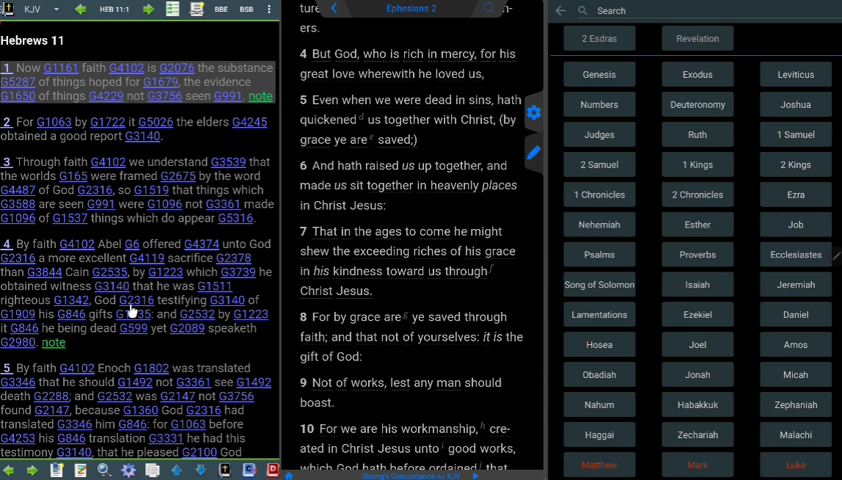 KJV HEB 11:1 BBE BSB
Hebrews 11
1 Now G1161 faith G4102 is G2076 the substance
G5287 of things hoped for G1679, the evidence
G1650 of things G4229 not G3756 seen G991. note
2 For G1063 by G1722 it G5026 the elders G4245
obtained a good report G3140.
3 Through faith G4102 we understand G3539 that
the worlds G165 were framed G2675 by the word
G4487 of God G2316, so G1519 that things which
G3588 are seen G991 were G1096 not G3361 made
G1096 of G1537 things which do appear G5316.
4 By faith G4102 Abel G6 offered G4374 unto God
G2316 a more excellent G4119 sacrifice G2378
than G3844 Cain G2535, by G1223 which G3739 he
obtained witness G3140 that he was G1511
righteous G1342, God G2316 testifying G3140 of
G1909 his G846 gifts G1435: and G2532 by G1223
it G846 he being dead G599 yet G2089 speaketh
G2980. note
5 By faith G4102 Enoch G1802 was translated
G3346 that he should G1492 not G3361 see G1492
death G2288; and G2532 was G2147 not G3756
found G2147, because G1360 God G2316 had
translated G3346 him G846: for G1063 before
G4253 his G846 translation G3331 he had this
testimony G3140, that he pleased G2100 God
Ephesians 2
ers.
4 But God, who is rich in mercy, for his
great love wherewith he loved us,
5 Even when we were dead in sins, hath
quickened d us together with Christ, (by
grace ye are e saved;)
6 And hath raised us up together, and
made us sit together in heavenly places
in Christ Jesus:
7 That in the ages to come he might
shew the exceeding riches of his grace
in his kindness toward us through f
Christ Jesus.
8 For by grace are g ye saved through
faith; and that not of yourselves: it is the
gift of God:
9 Not of works, lest any man should
boast.
10 For we are his workmanship, h cre-
ated in Christ Jesus unto i good works,
which God hath before ordained j that
Strong's Concordance w/ KJV
Search
2 Esdras Revelation
Genesis Exodus Leviticus
Numbers Deuteronomy Joshua
Judges Ruth 1 Samuel
2 Samuel 1 Kings 2 Kings
1 Chronicles 2 Chronicles Ezra
Nehemiah Esther Job
Psalms Proverbs Ecclesiastes
Song of Solomon Isaiah Jeremiah
Lamentations Ezekiel Daniel
Hosea Joel Amos
Obadiah Jonah Micah
Nahum Habakkuk Zephaniah
Haggai Zechariah Malachi
Matthew Mark Luke